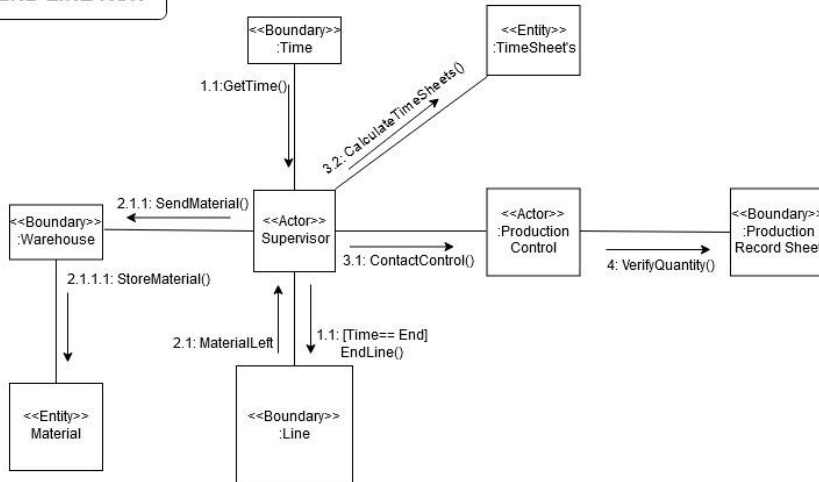 <<Boundary>>
:Time
<<Entity>>
:TimeSheet's
1.1:GetTime()
3.2: CalculateTimeSheets()
2.1.1: SendMaterial()
<<Boundary>>
:Warehouse
<<Actor>>
Supervisor
<<Actor>>
:Production
Control
<<Boundary>>
:Production
Record Sheet
3.1: ContactControl()
4: VerifyQuantity()
2.1.1.1: StoreMaterial()
2.1: MaterialLeft
1.1: [Time== End]
EndLine()
<<Entity>>
Material
<<Boundary>>
:Line